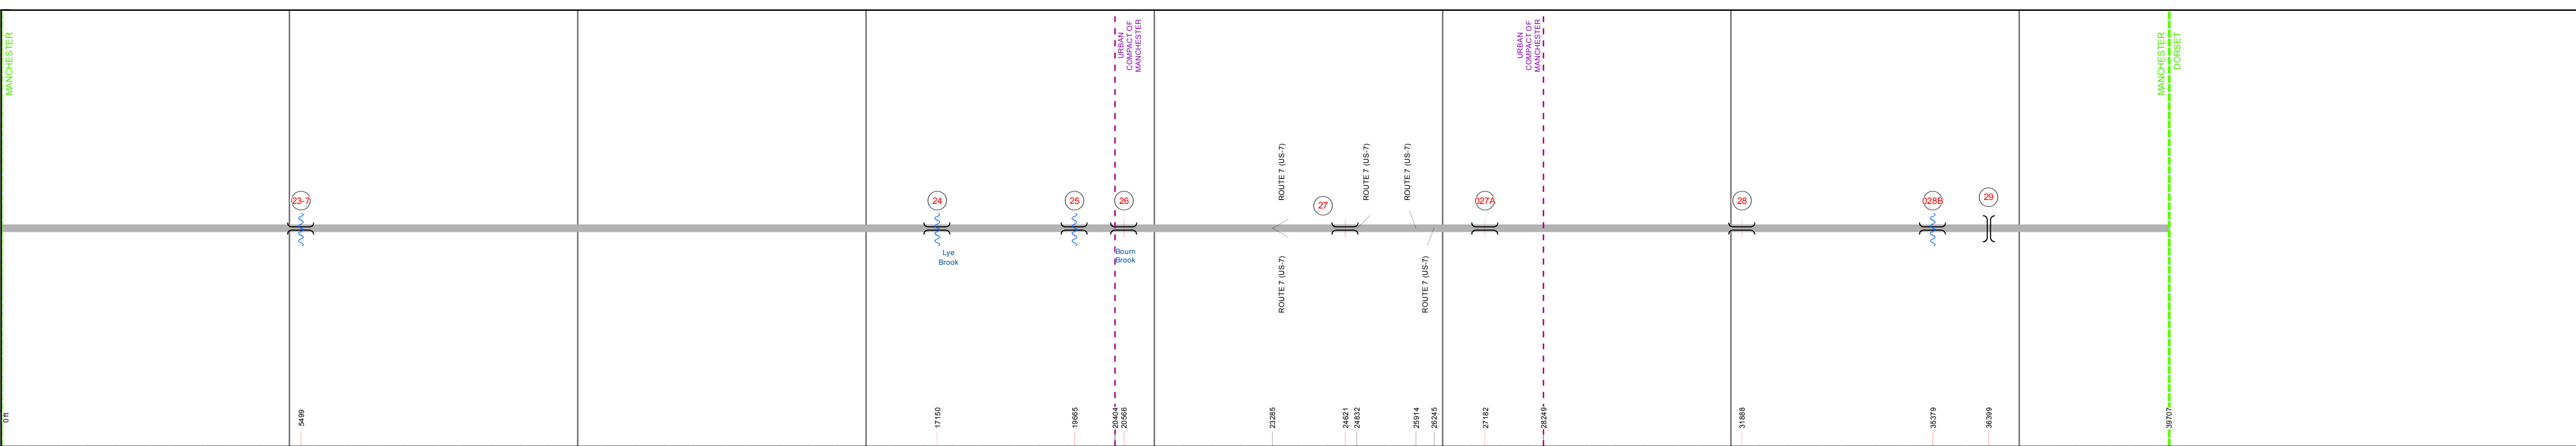 MANCHESTER
URBAN
COMPACT OF
MANCHESTER
URBAN
COMPACT OF
MANCHESTER
MANCHESTER
DORSET
ROUTE 7 (US-7)
ROUTE 7 (US-7)
ROUTE 7 (US-7)
23-7
24
25
26
27
027A
28
028B
29
Lye
Brook
Bourn
Brook
ROUTE 7 (US-7)
ROUTE 7 (US-7)
0 ft
5499
17150
19665
20404
20566
23285
24621
24832
25914
26245
27182
28249
31888
35379
36399
39707